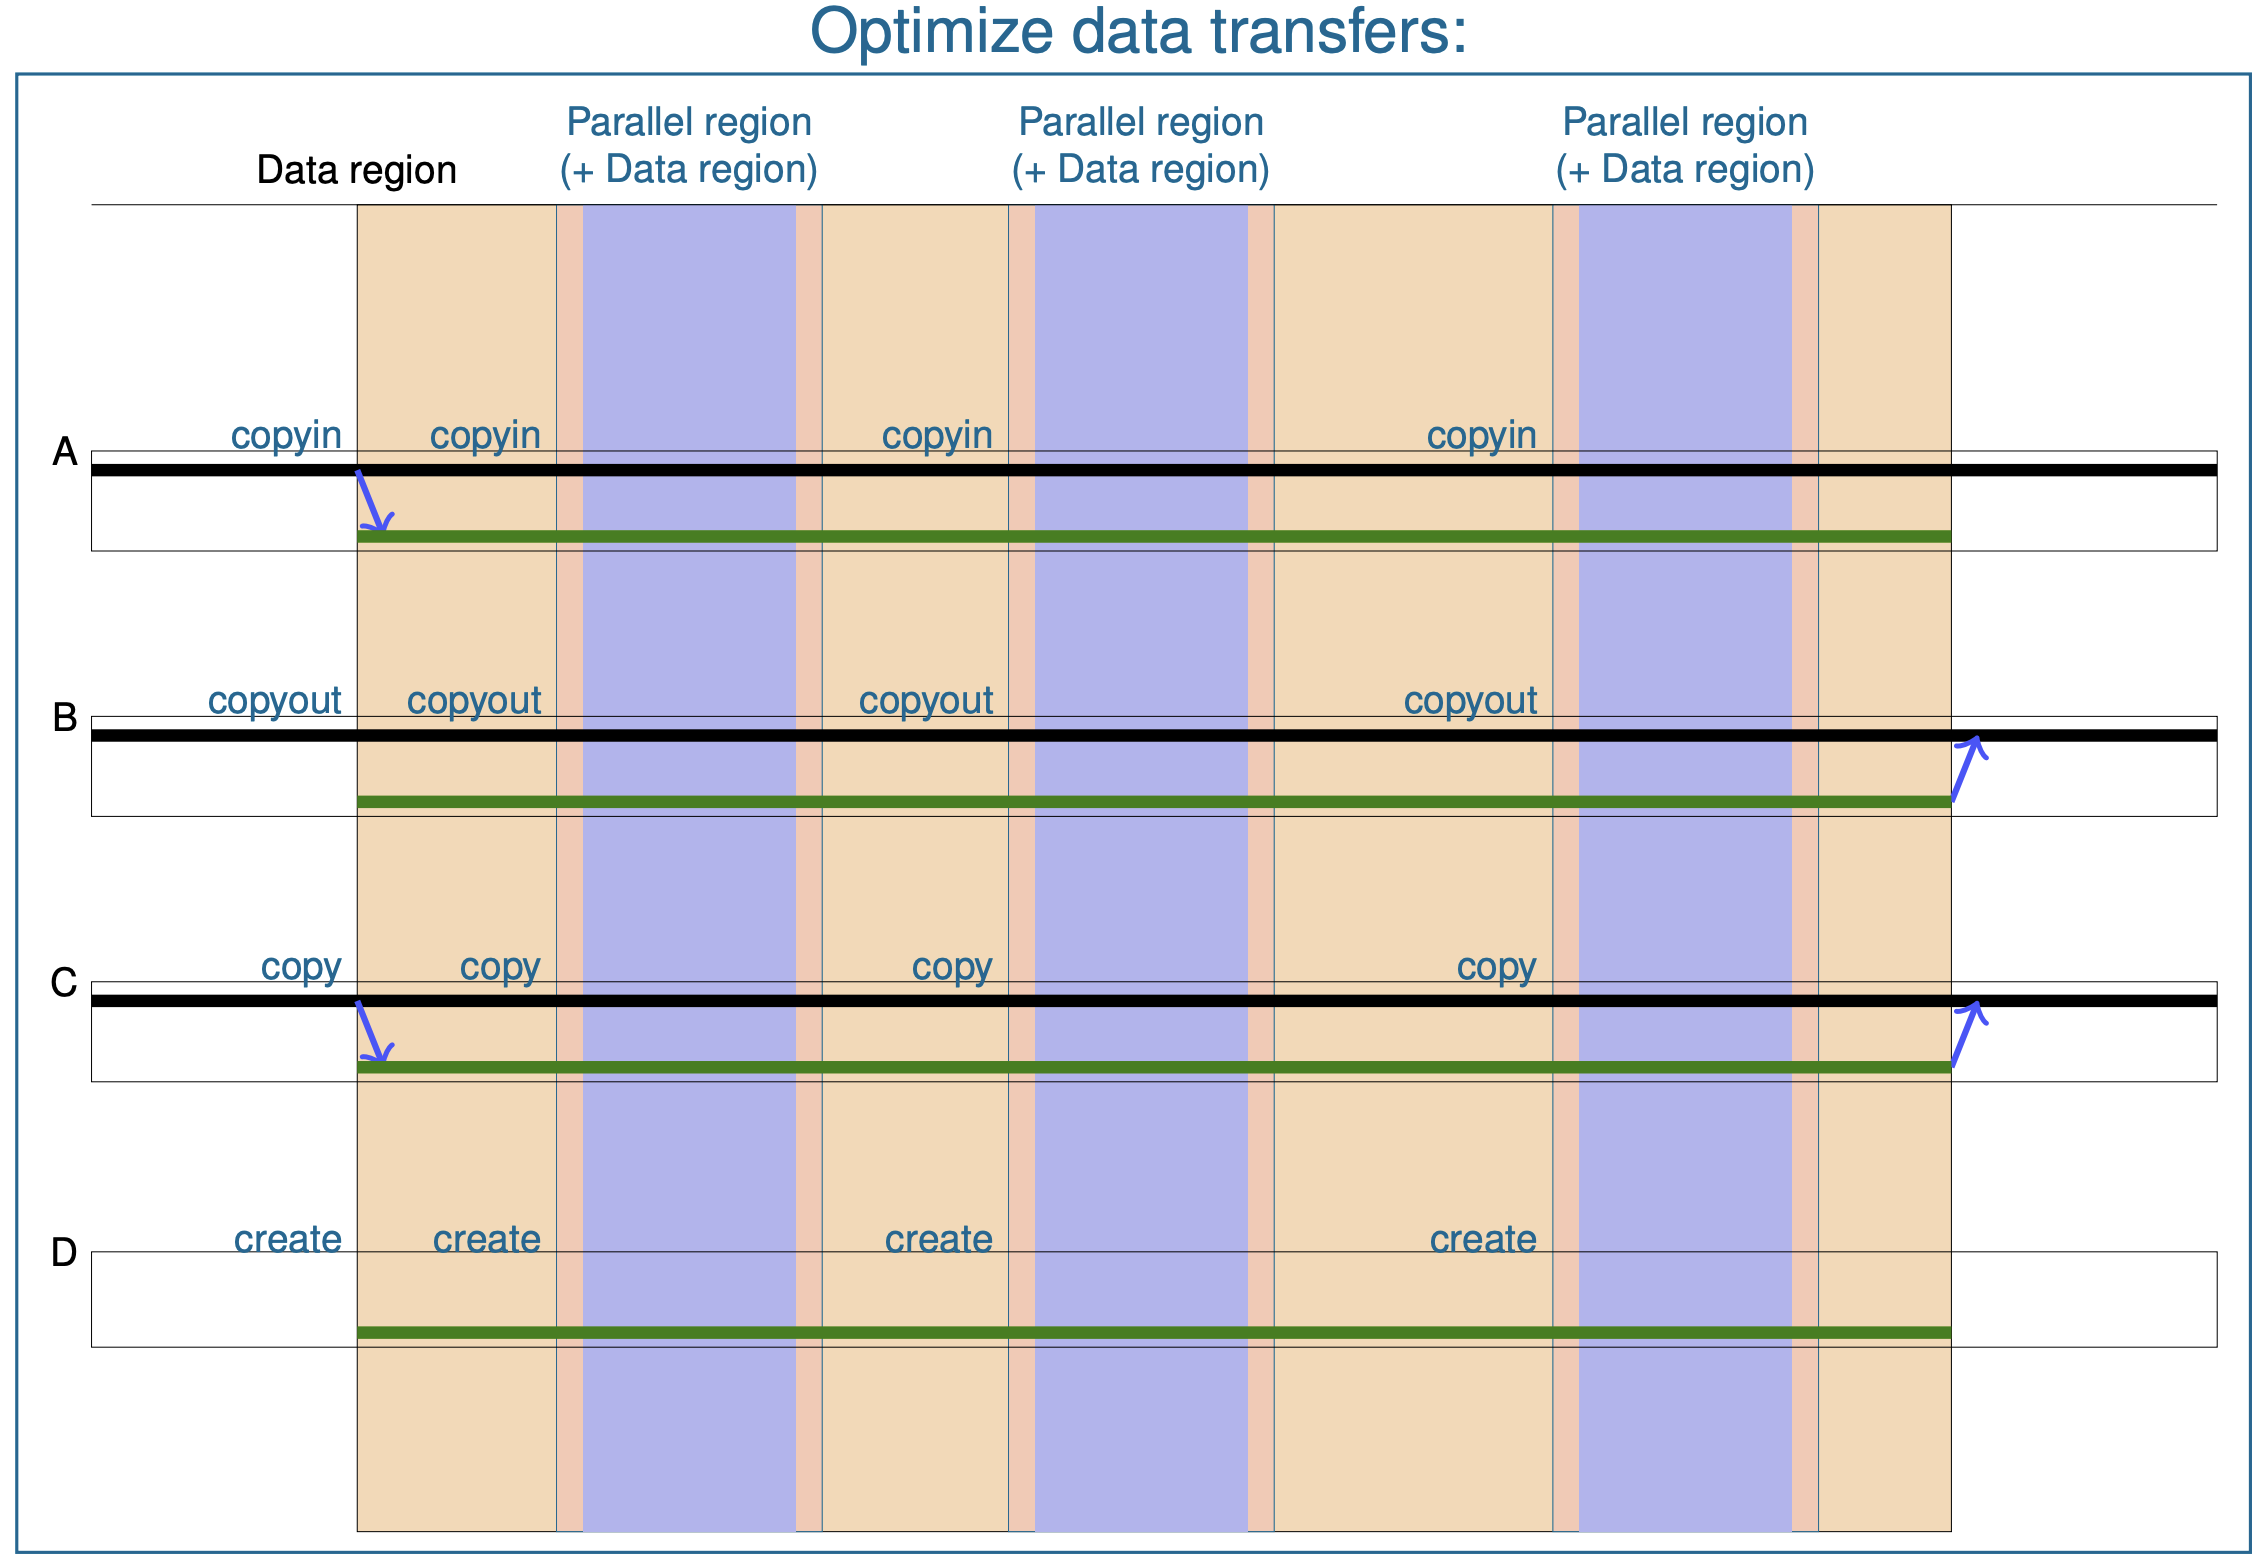 Optimize data transfers:
Parallel region Parallel region Parallel region
Data region (+ Data region) (+ Data region) (+ Data region)
A copyin copyin copyin copyin
B copyout copyout copyout copyout
C copy copy copy copy
D create create create create